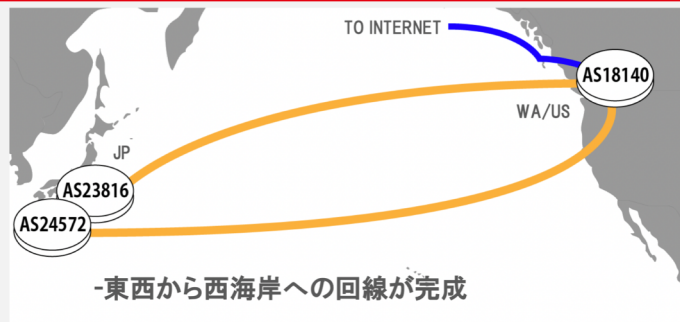 TO INTERNET
AS18140
WA/US
JP
AS23816
AS24572
-東西から西海岸への回線が完成